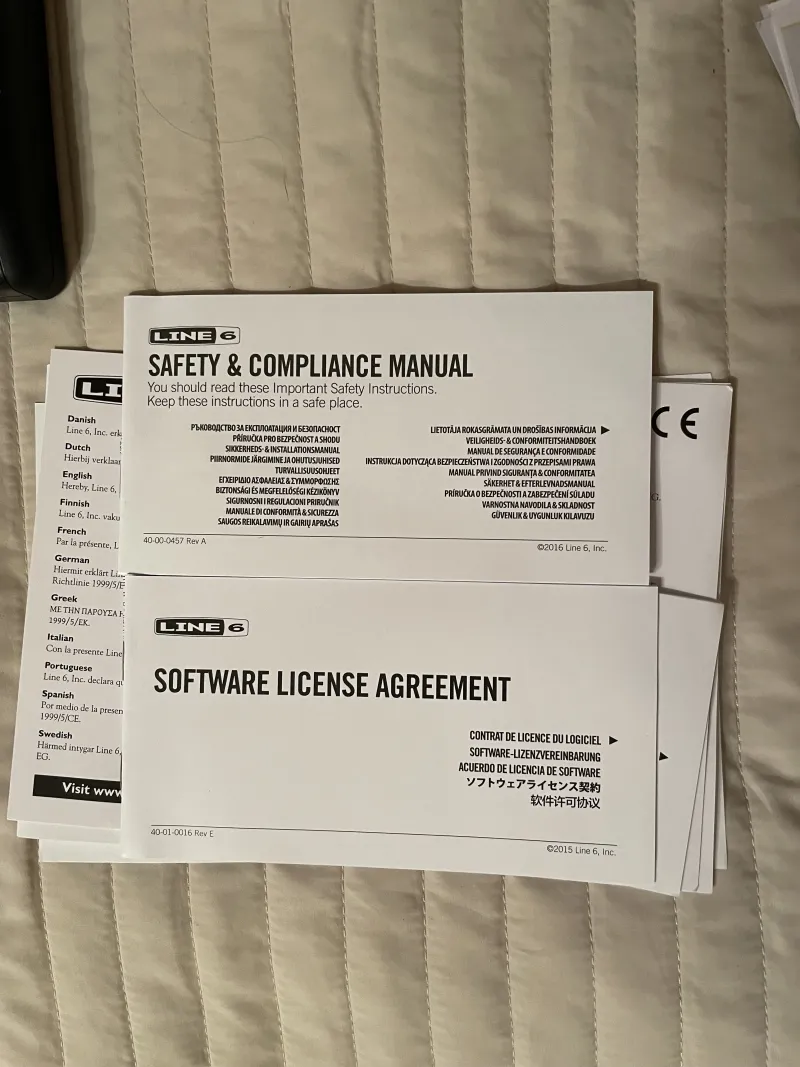 LINE 6
SAFETY & COMPLIANCE MANUAL
You should read these Important Safety Instructions.
Keep these instructions in a safe place.
РЪКОВОДСТВО ЗА ЕКСПЛОАТАЦИЯ И БЕЗОПАСНОСТ
PŘÍRUČKA PRO BEZPEČNOST A SHODU
SIKKERHEDS- & INSTALLATIONSMANUAL
PIIRNORMIDE JÄRGIMINE JA OHUTUSJUHISED
TURVALLISUUSOHJEET
ΕΓΧΕΙΡΙΔΙΟ ΑΣΦΑΛΕΙΑΣ & ΣΥΜΜΟΡΦΩΣΗΣ
BIZTONSÁGI ÉS MEGFELELŐSÉGI KÉZIKÖNYV
SIGURNOSNI I REGULACIONI PRIRUČNIK
MANUALE DI CONFORMITÀ & SICUREZZA
SAUGOS REIKALAVIMŲ IR GAIRIŲ APRAŠAS
LIETOTĀJA ROKASGRĀMATA UN DROŠĪBAS INFORMĀCIJA
VEILIGHEIDS- & CONFORMITEITSHANDBOEK
MANUAL DE SEGURANÇA E CONFORMIDADE
INSTRUKCJA DOTYCZĄCA BEZPIECZEŃSTWA I ZGODNOŚCI Z PRZEPISAMI PRAWA
MANUAL PRIVIND SIGURANȚA & CONFORMITATEA
SÄKERHET & EFTERLEVNADSMANUAL
PRÍRUČKA O BEZPEČNOSTI A ZABEZPEČENÍ SÚLADU
VARNOSTNA NAVODILA & SKLADNOST
GÜVENLİK & UYGUNLUK KILAVUZU
40-00-0457 Rev A
©2016 Line 6, Inc.
CE
G.
LI
Danish
Line 6, Inc. erk
Dutch
Hierbij verklaar
English
Hereby, Line 6,
Finnish
Line 6, Inc. vaku
French
Par la présente, L
German
Hiermit erklärt Li
Richtlinie 1999/5/E
Greek
ΜΕ ΤΗΝ ΠΑΡΟΥΣΑ
1999/5/ΕΚ.
Italian
Con la presente Line
Portuguese
Line 6, Inc. declara q
Spanish
Por medio de la presen
1999/5/CE.
Swedish
Härmed intygar Line 6,
EG.
Visit www
LINE 6
SOFTWARE LICENSE AGREEMENT
CONTRAT DE LICENCE DU LOGICIEL
SOFTWARE-LIZENZVEREINBARUNG
ACUERDO DE LICENCIA DE SOFTWARE
ソフトウェアライセンス契約
软件许可协议
40-01-0016 Rev E
©2015 Line 6, Inc.